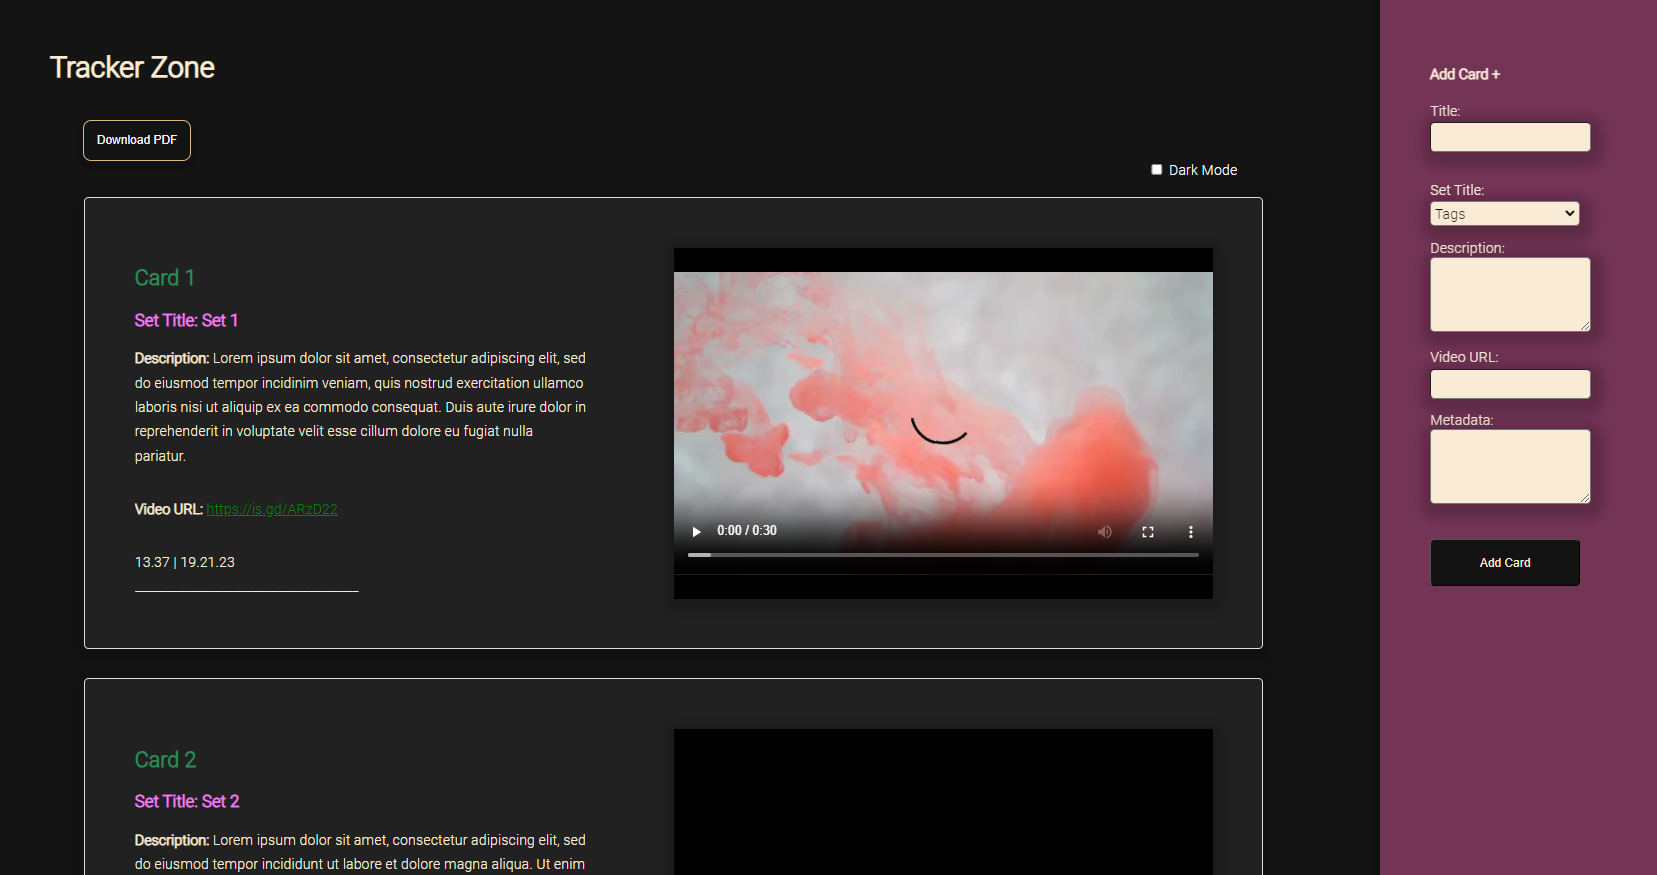 Tracker Zone
Download PDF
Dark Mode
Card 1
Set Title: Set 1
Description: Lorem ipsum dolor sit amet, consectetur adipiscing elit, sed
do eiusmod tempor incidinim veniam, quis nostrud exercitation ullamco
laboris nisi ut aliquip ex ea commodo consequat. Duis aute irure dolor in
reprehenderit in voluptate velit esse cillum dolore eu fugiat nulla
pariatur.
Video URL: https://is.gd/ARzD22
13.37 | 19.21.23
0:00 / 0:30
Card 2
Set Title: Set 2
Description: Lorem ipsum dolor sit amet, consectetur adipiscing elit, sed
do eiusmod tempor incididunt ut labore et dolore magna aliqua. Ut enim
Add Card +
Title:
Set Title:
Tags
Description:
Video URL:
Metadata:
Add Card